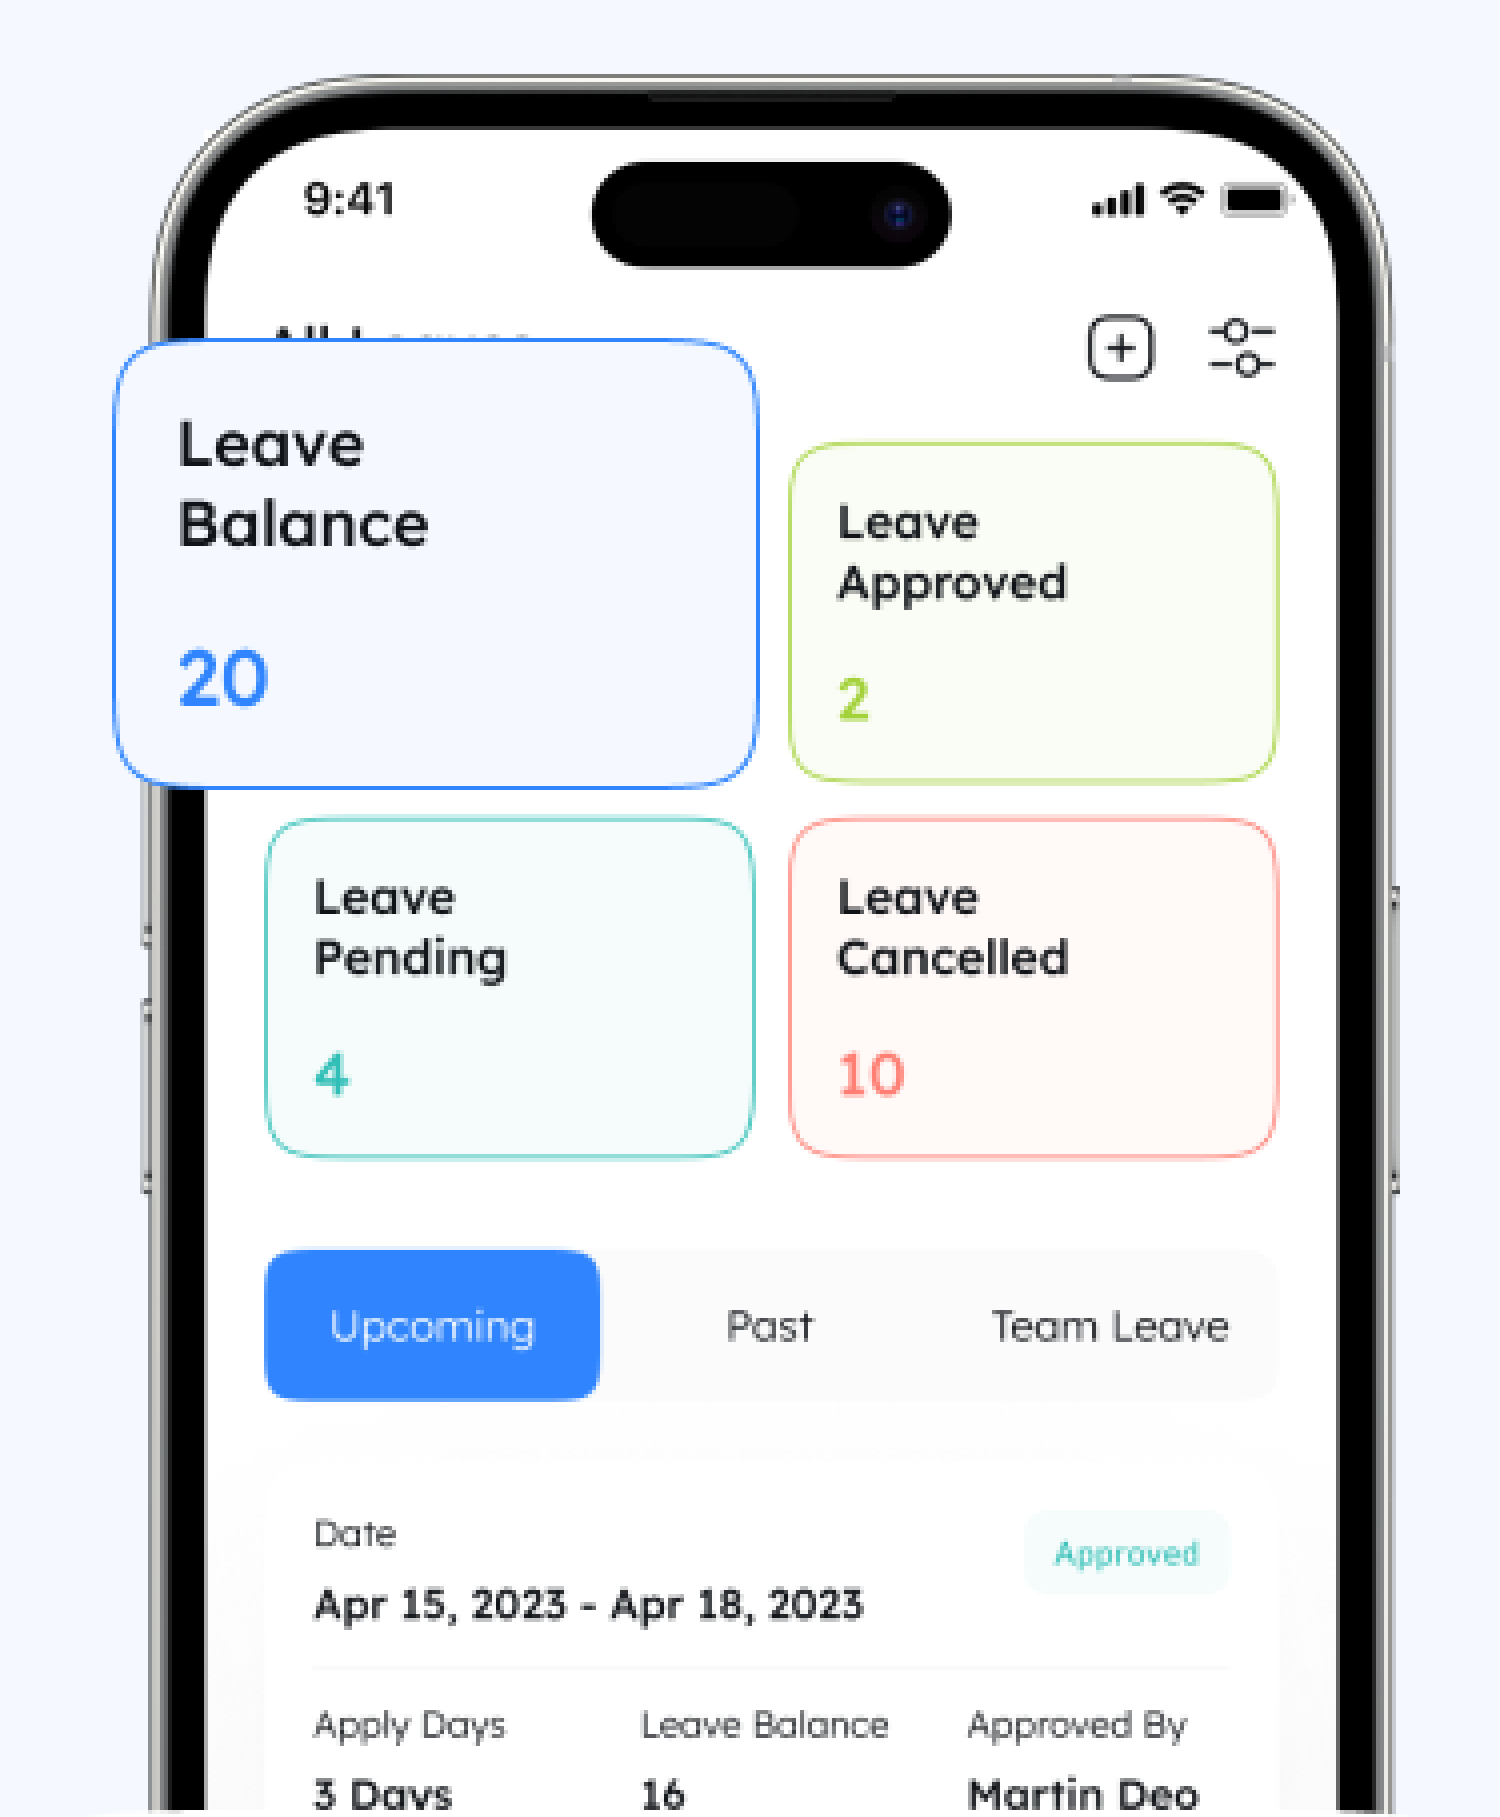 9:41
Leave
Balance
20
Leave
Approved
2
Leave
Pending
4
Leave
Cancelled
10
Upcoming Past Team Leave
Date
Approved
Apr 15, 2023 - Apr 18, 2023
Apply Days Leave Balance Approved By
3 Days 16 Martin Deo